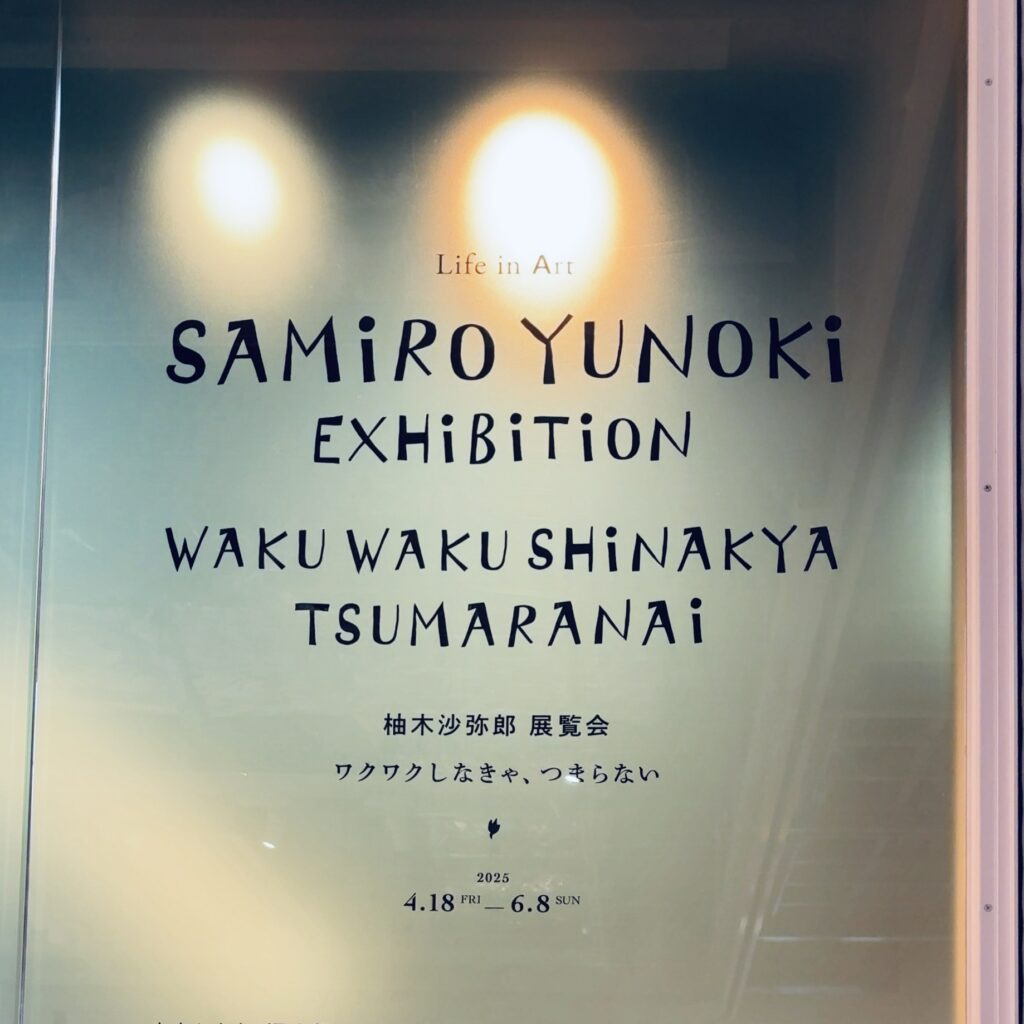 Life in Art
SAMiRO YUNOKi
EXHiBiTiON
WAKU WAKU SHiNAKYA
TSUMARANAi
柚木沙弥郎 展覧会
ワクワクしなきゃ、つまらない
2025
4.18 FRI — 6.8 SUN